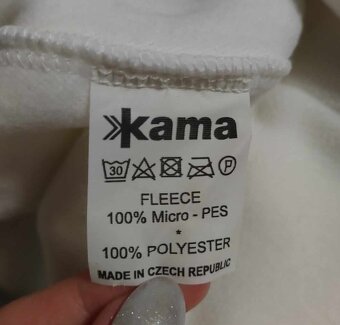 kama
30 P
FLEECE
100% Micro - PES
*
100% POLYESTER
MADE IN CZECH REPUBLIC